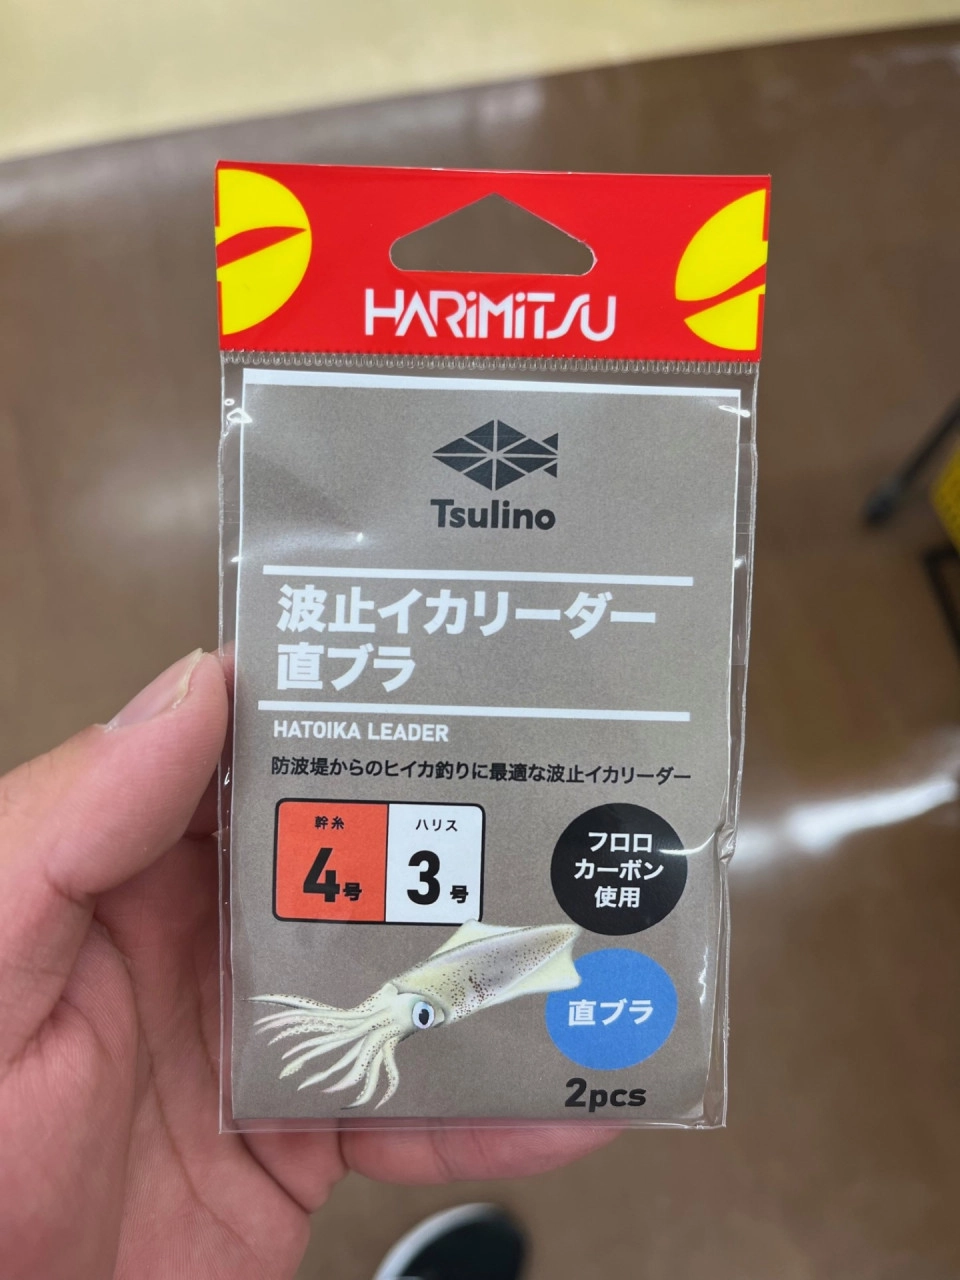 HARiMiTSU
Tsulino
波止イカリーダー
直ブラ
HATOIKA LEADER
防波堤からのヒイカ釣りに最適な波止イカリーダー
幹糸
4号
ハリス
3号
フロロ
カーボン
使用
直ブラ
2pcs